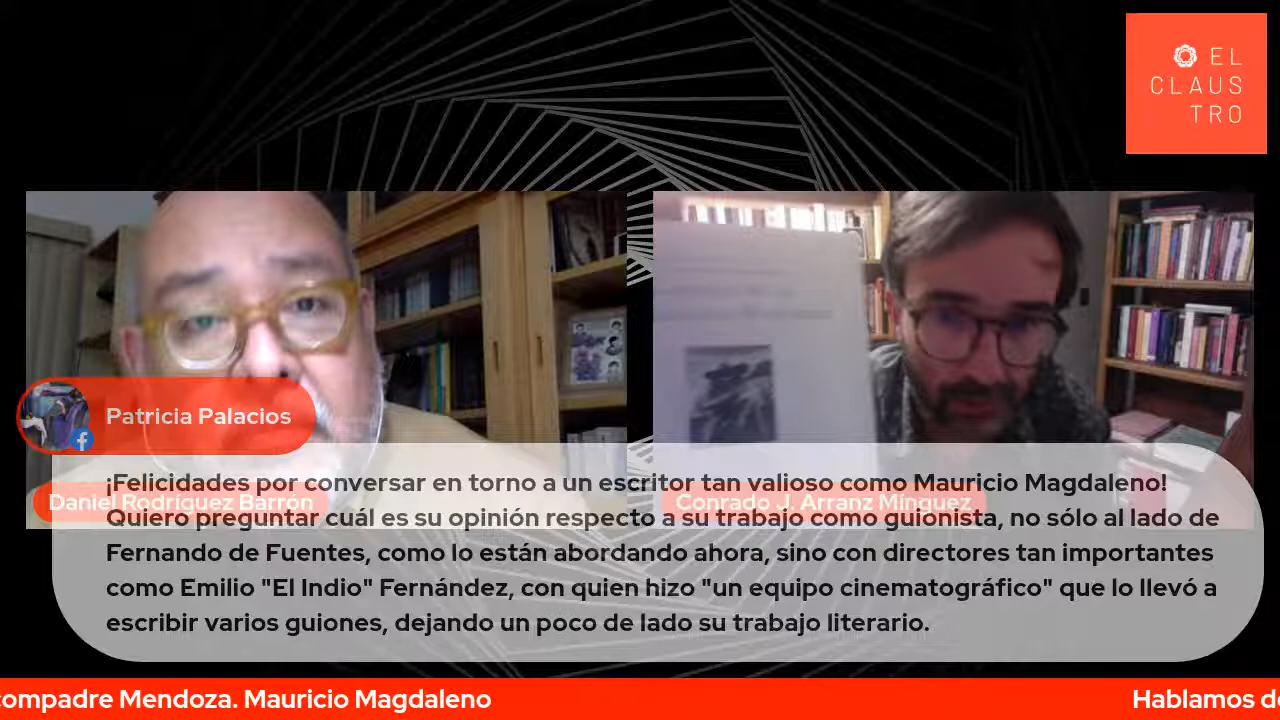 EL
CLAUS
TRO
Patricia Palacios
¡Felicidades por conversar en torno a un escritor tan valioso como Mauricio Magdaleno!
Daniel Rodríguez Barrón
Conrado J. Arranz Mínguez
Quiero preguntar cuál es su opinión respecto a su trabajo como guionista, no sólo al lado de
Fernando de Fuentes, como lo están abordando ahora, sino con directores tan importantes
como Emilio "El Indio" Fernández, con quien hizo "un equipo cinematográfico" que lo llevó a
escribir varios guiones, dejando un poco de lado su trabajo literario.
compadre Mendoza. Mauricio Magdaleno
Hablamos de